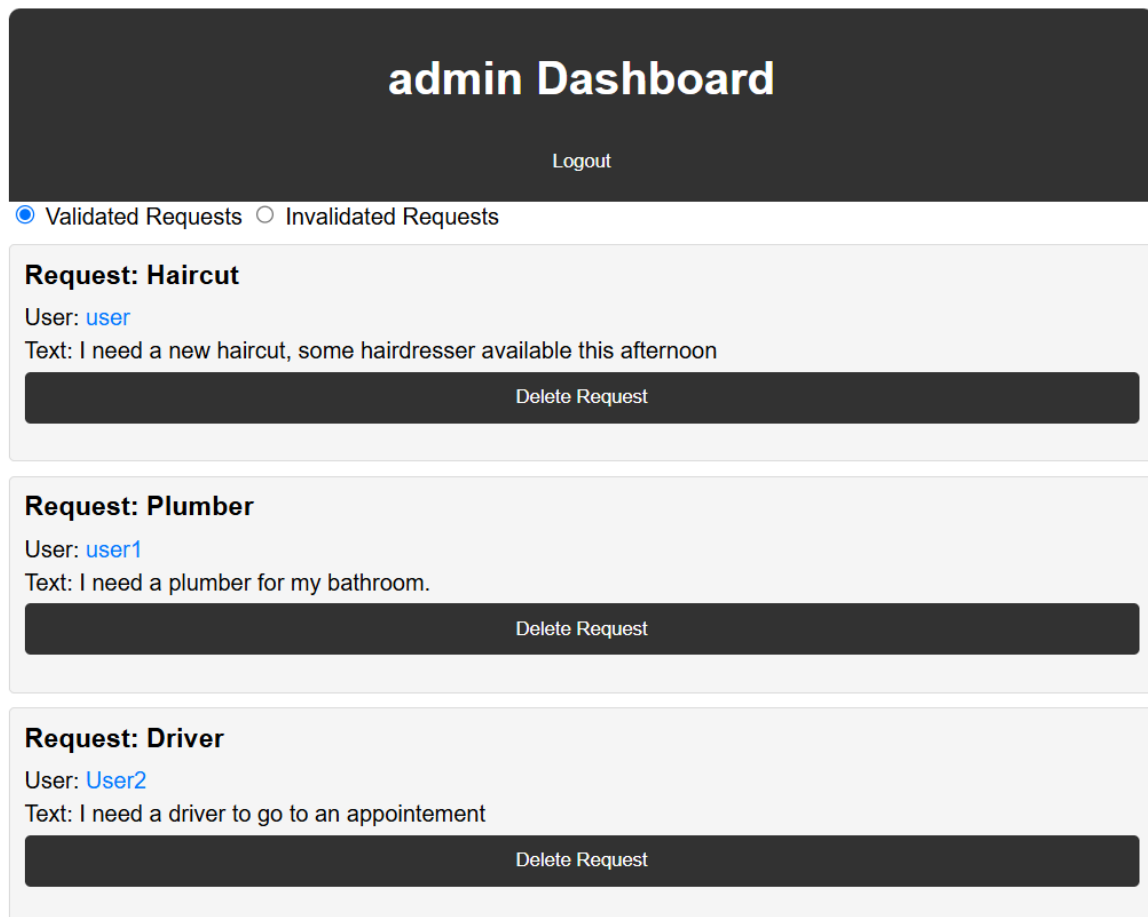 admin Dashboard
Logout
Validated Requests Invalidated Requests
Request: Haircut
User: user
Text: I need a new haircut, some hairdresser available this afternoon
Delete Request
Request: Plumber
User: user1
Text: I need a plumber for my bathroom.
Delete Request
Request: Driver
User: User2
Text: I need a driver to go to an appointement
Delete Request